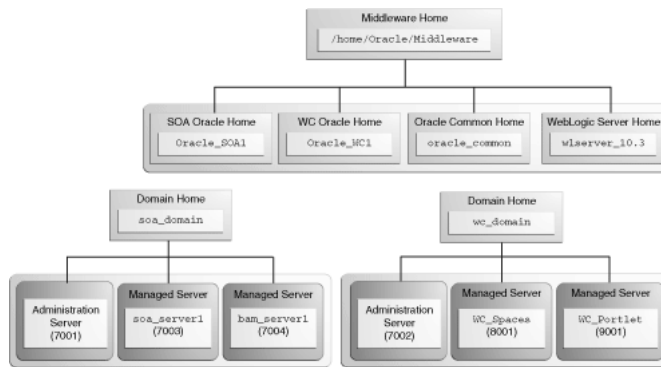 Middleware Home
/home/Oracle/Middleware
SOA Oracle Home
Oracle_SOA1
WC Oracle Home
Oracle_WC1
Oracle Common Home
oracle_common
WebLogic Server Home
wlserver_10.3
Domain Home
soa_domain
Administration
Server
(7001)
Managed Server
soa_server1
(7003)
Managed Server
bam_server1
(7004)
Domain Home
wc_domain
Administration
Server
(7002)
Managed Server
WC_Spaces
(8001)
Managed Server
WC_Portlet
(9001)